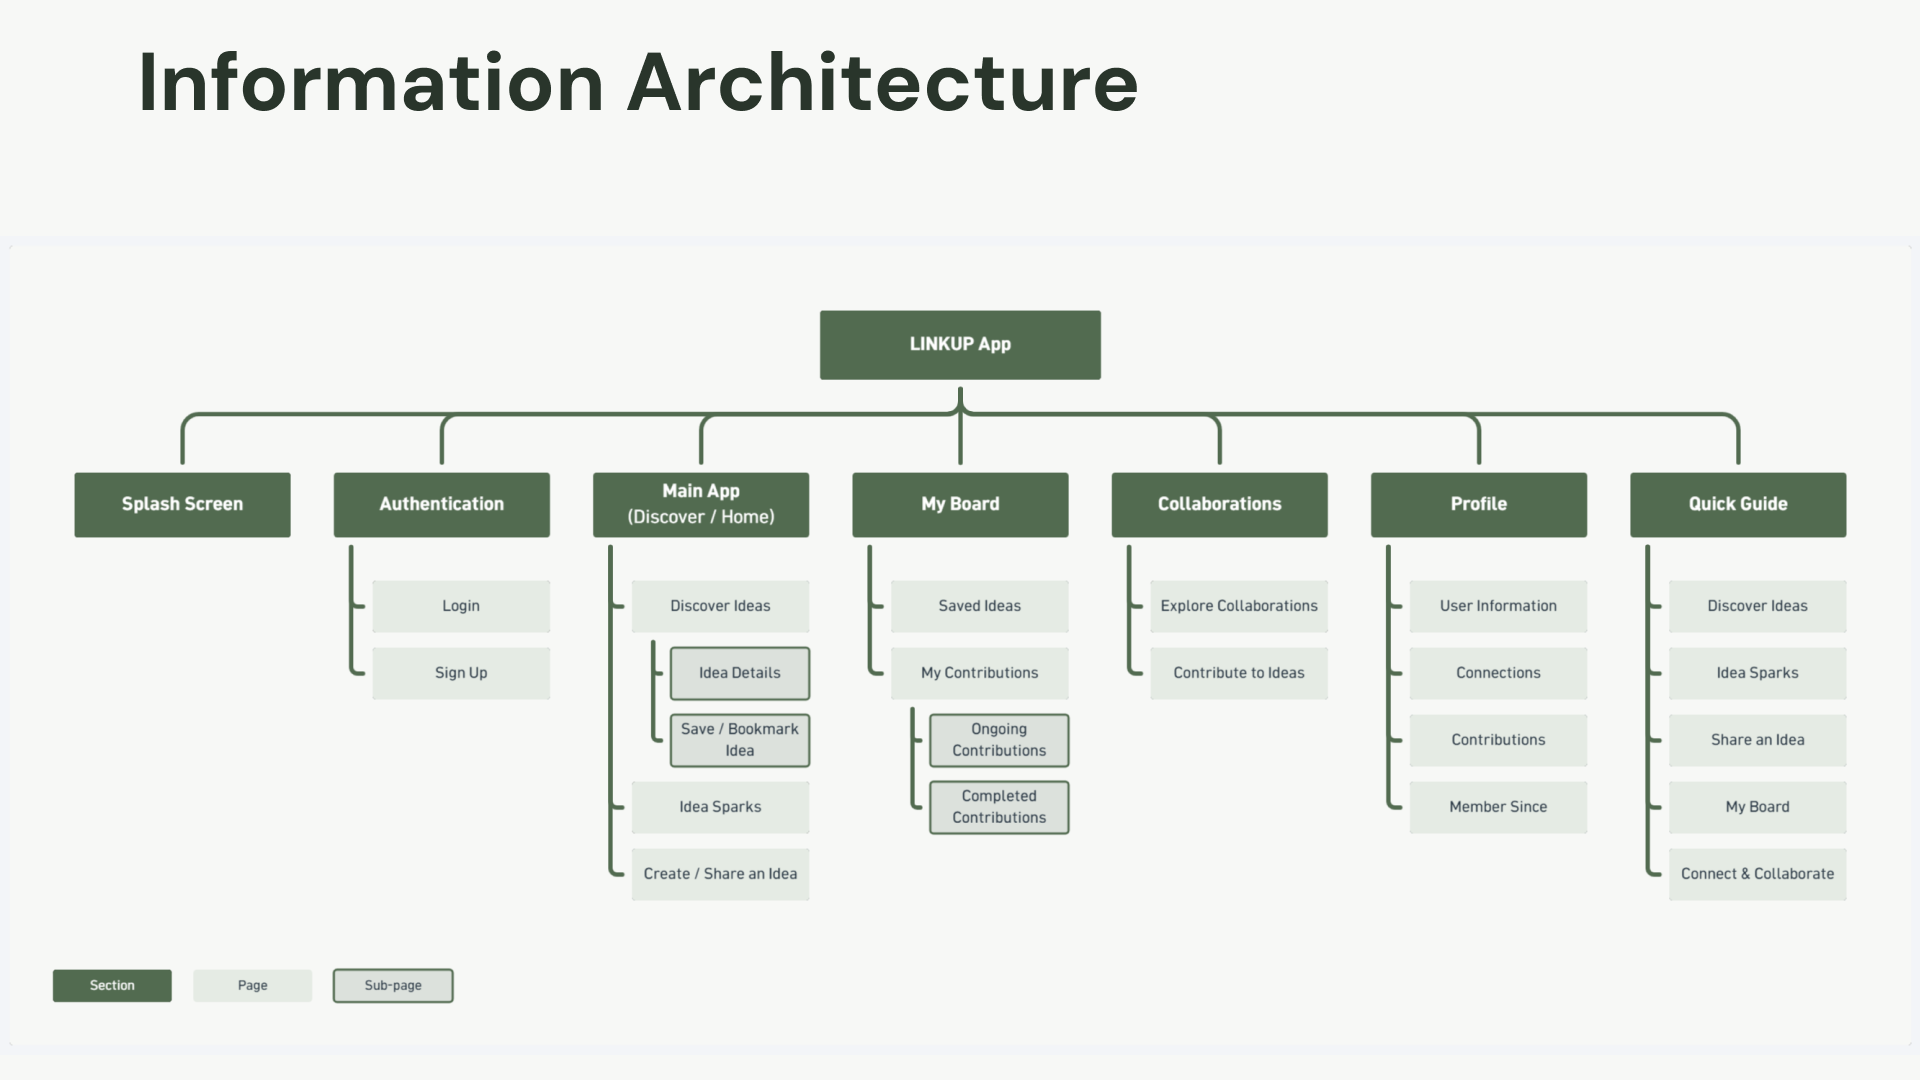 Information Architecture
LINKUP App
Splash Screen
Authentication
Login
Sign Up
Main App
(Discover / Home)
Discover Ideas
Idea Details
Save / Bookmark
Idea
Idea Sparks
Create / Share an Idea
My Board
Saved Ideas
My Contributions
Ongoing
Contributions
Completed
Contributions
Collaborations
Explore Collaborations
Contribute to Ideas
Profile
User Information
Connections
Contributions
Member Since
Quick Guide
Discover Ideas
Idea Sparks
Share an Idea
My Board
Connect & Collaborate
Section
Page
Sub-page